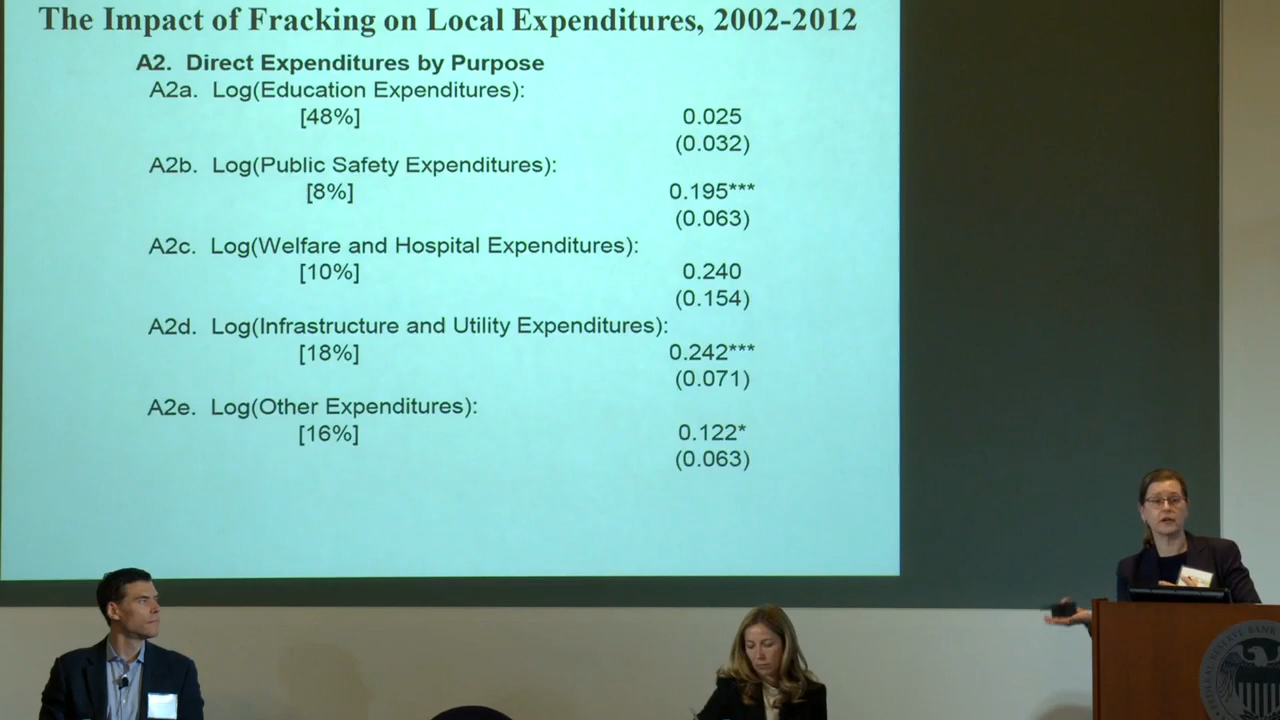 The Impact of Fracking on Local Expenditures, 2002-2012
A2. Direct Expenditures by Purpose
A2a. Log(Education Expenditures):
[48%] 0.025
(0.032)
A2b. Log(Public Safety Expenditures):
[8%] 0.195***
(0.063)
A2c. Log(Welfare and Hospital Expenditures):
[10%] 0.240
(0.154)
A2d. Log(Infrastructure and Utility Expenditures):
[18%] 0.242***
(0.071)
A2e. Log(Other Expenditures):
[16%] 0.122*
(0.063)
FEDERAL RESERVE BANK